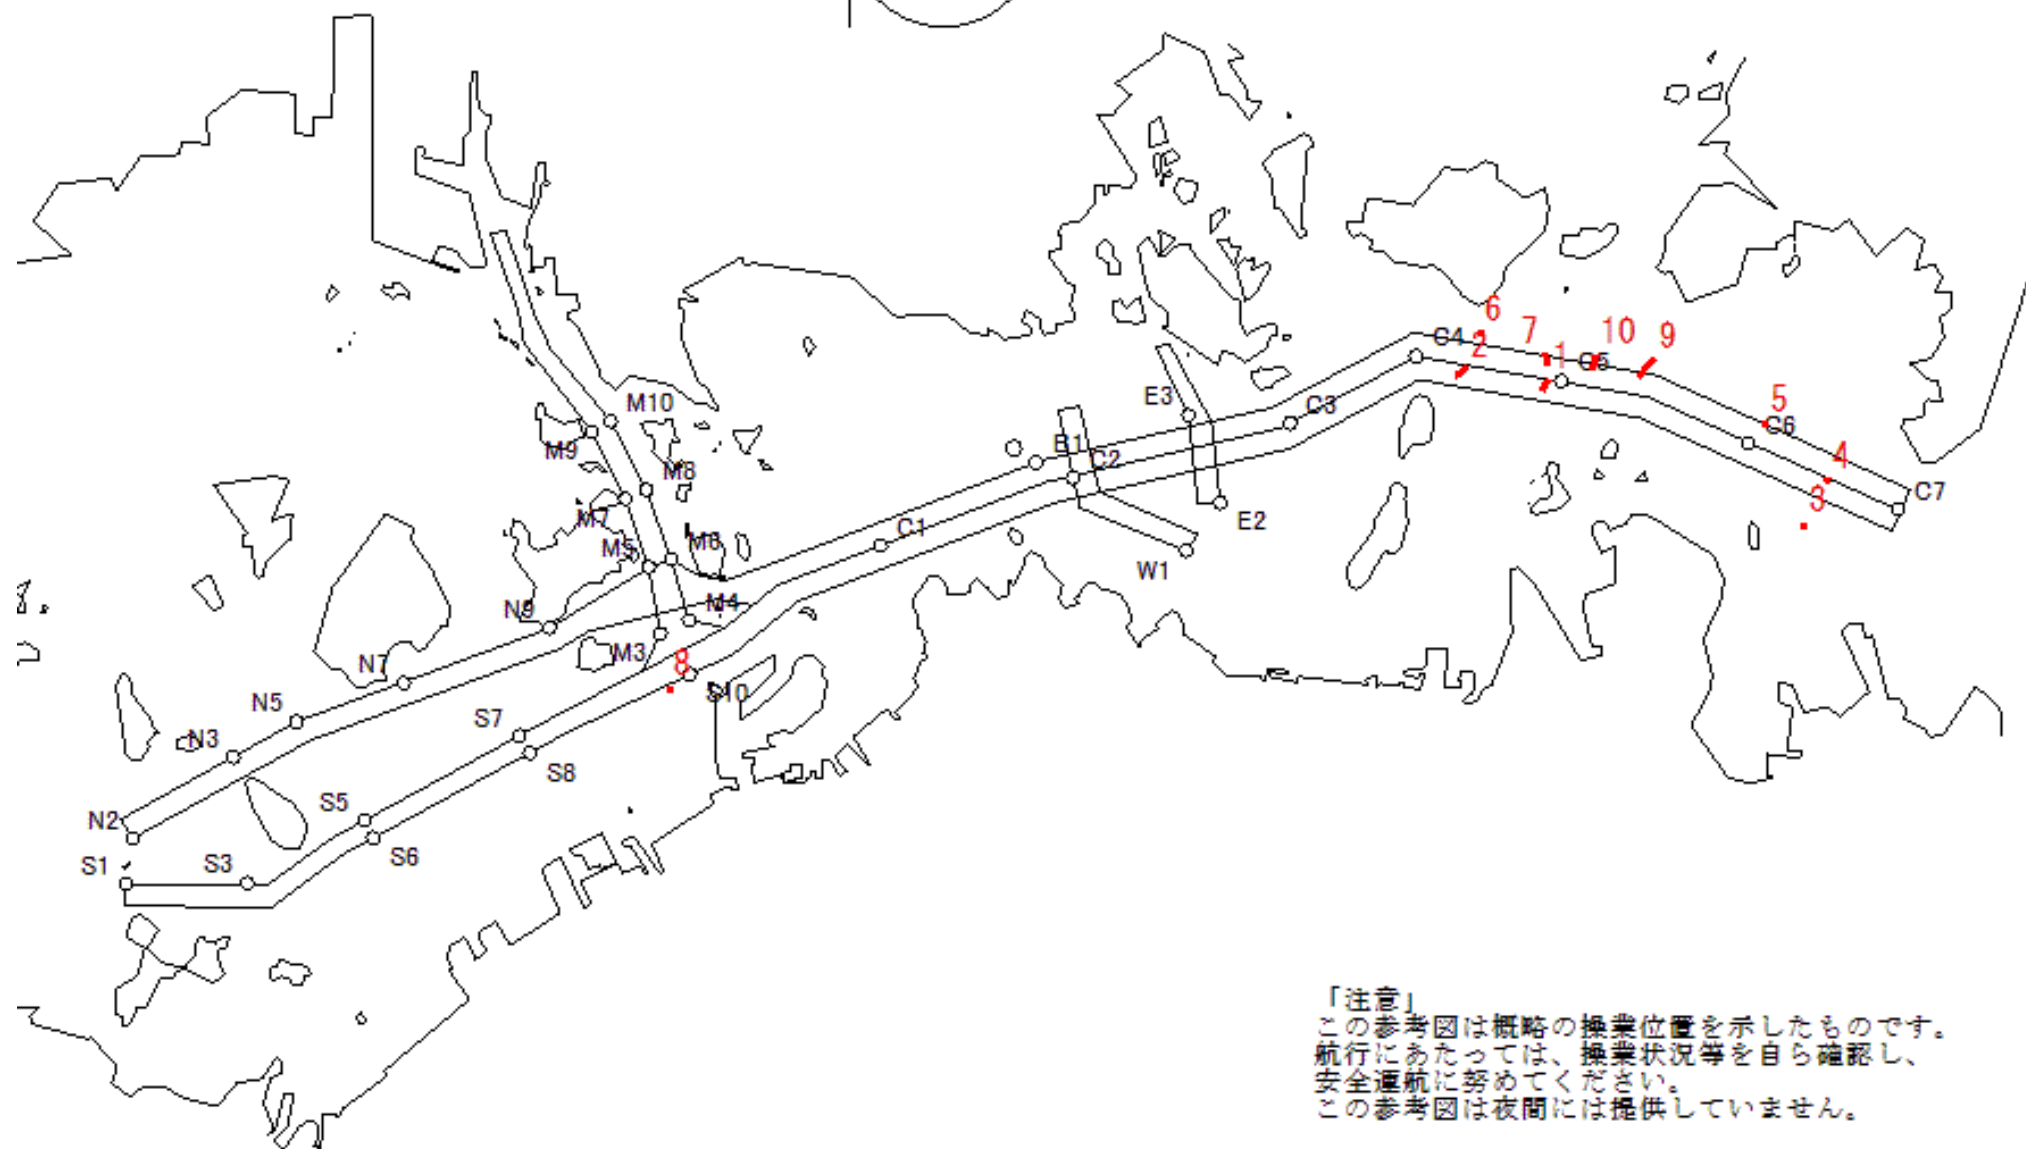 6
C4
7
10
9
2
1
C5
M10
E3
C3
5
C6
M9
B1
C2
4
M8
C7
3
M7
E2
C1
M5
M6
W1
N9
M4
M3
8
N7
S10
N5
S7
N3
S8
S5
N2
S6
S1
S3
「注意」
この参考図は概略の操業位置を示したものです。
航行にあたっては、操業状況等を自ら確認し、
安全運航に努めてください。
この参考図は夜間には提供していません。